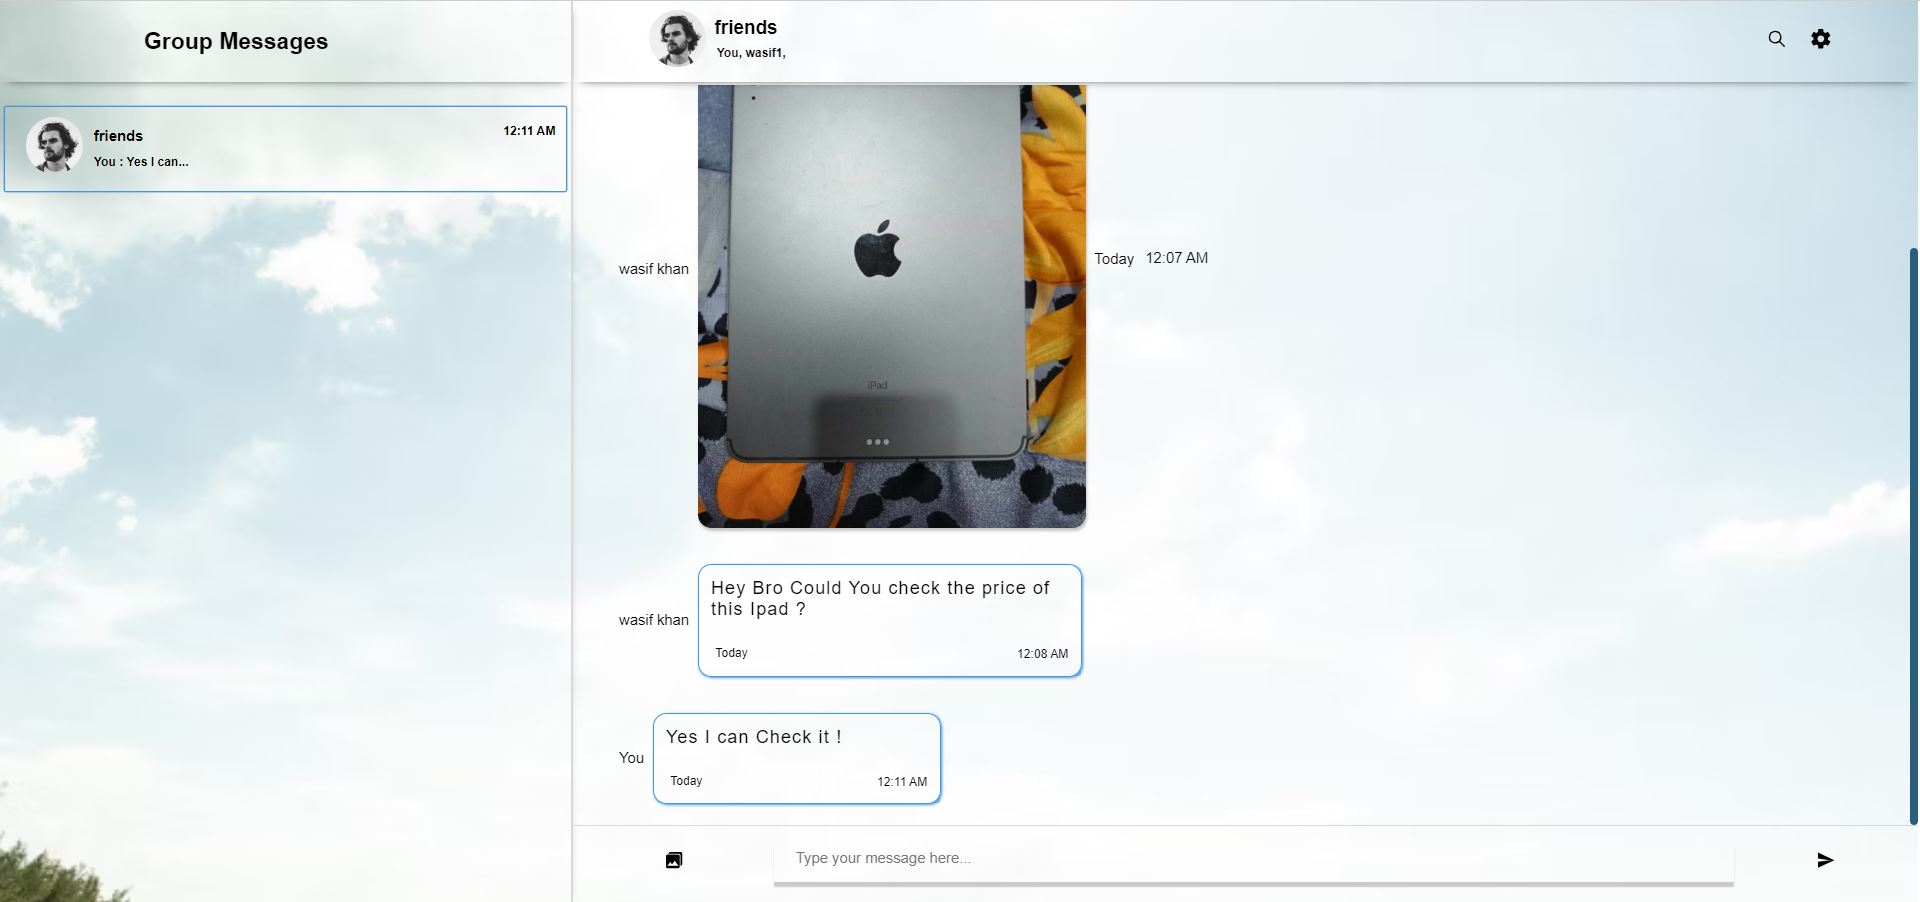 Group Messages
friends
12:11 AM
You : Yes I can...
friends
You, wasif1,
wasif khan
iPad
Today 12:07 AM
wasif khan
Hey Bro Could You check the price of
this Ipad ?
Today 12:08 AM
You
Yes I can Check it !
Today 12:11 AM
Type your message here...